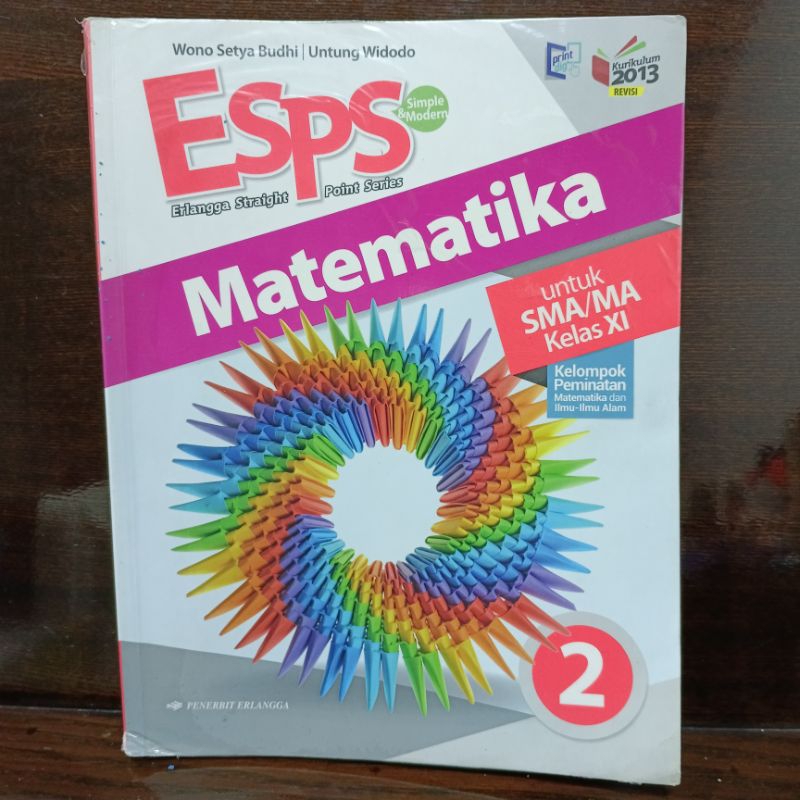 Wono Setya Budhi | Untung Widodo
print
Kurikulum
2013
REVISI
ESPS
Simple
&Modern
Erlangga Straight Point Series
Matematika
untuk
SMA/MA
Kelas XI
Kelompok
Peminatan
Matematika dan
Ilmu-Ilmu Alam
2
PENERBIT ERLANGGA